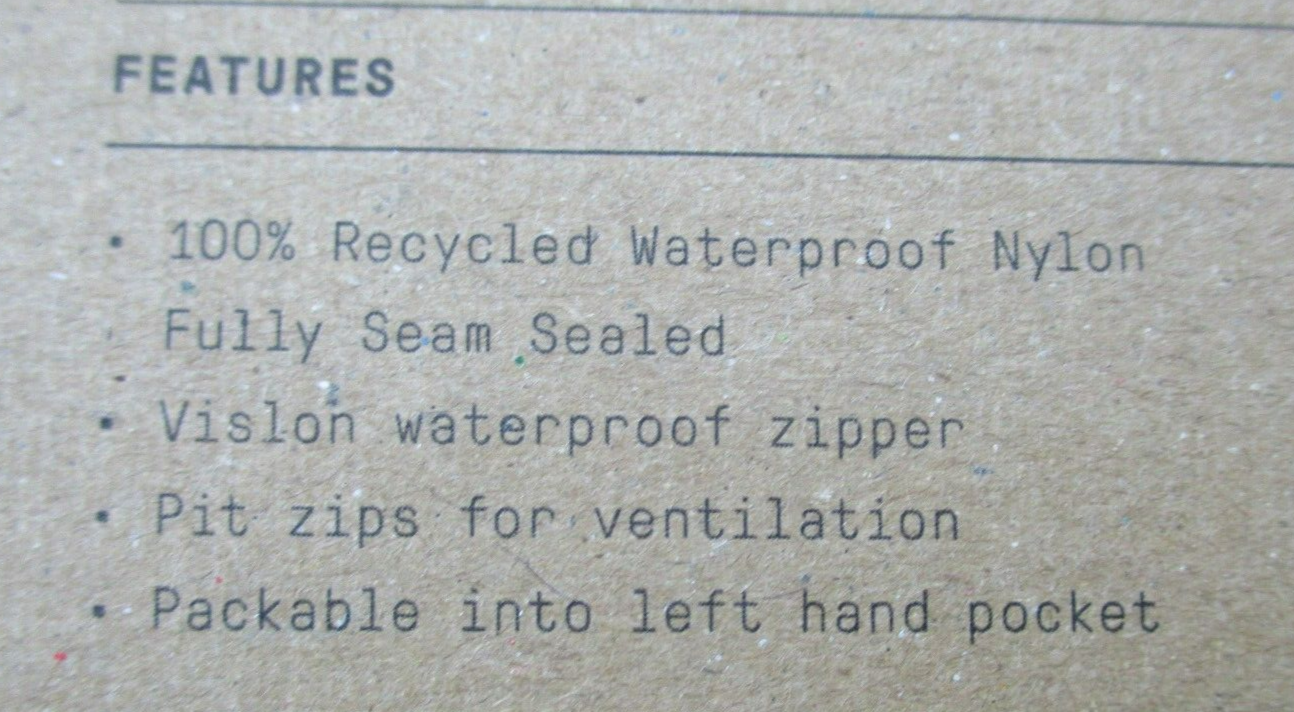 FEATURES
• 100% Recycled Waterproof Nylon
Fully Seam Sealed
• Vislon waterproof zipper
• Pit zips for ventilation
• Packable into left hand pocket